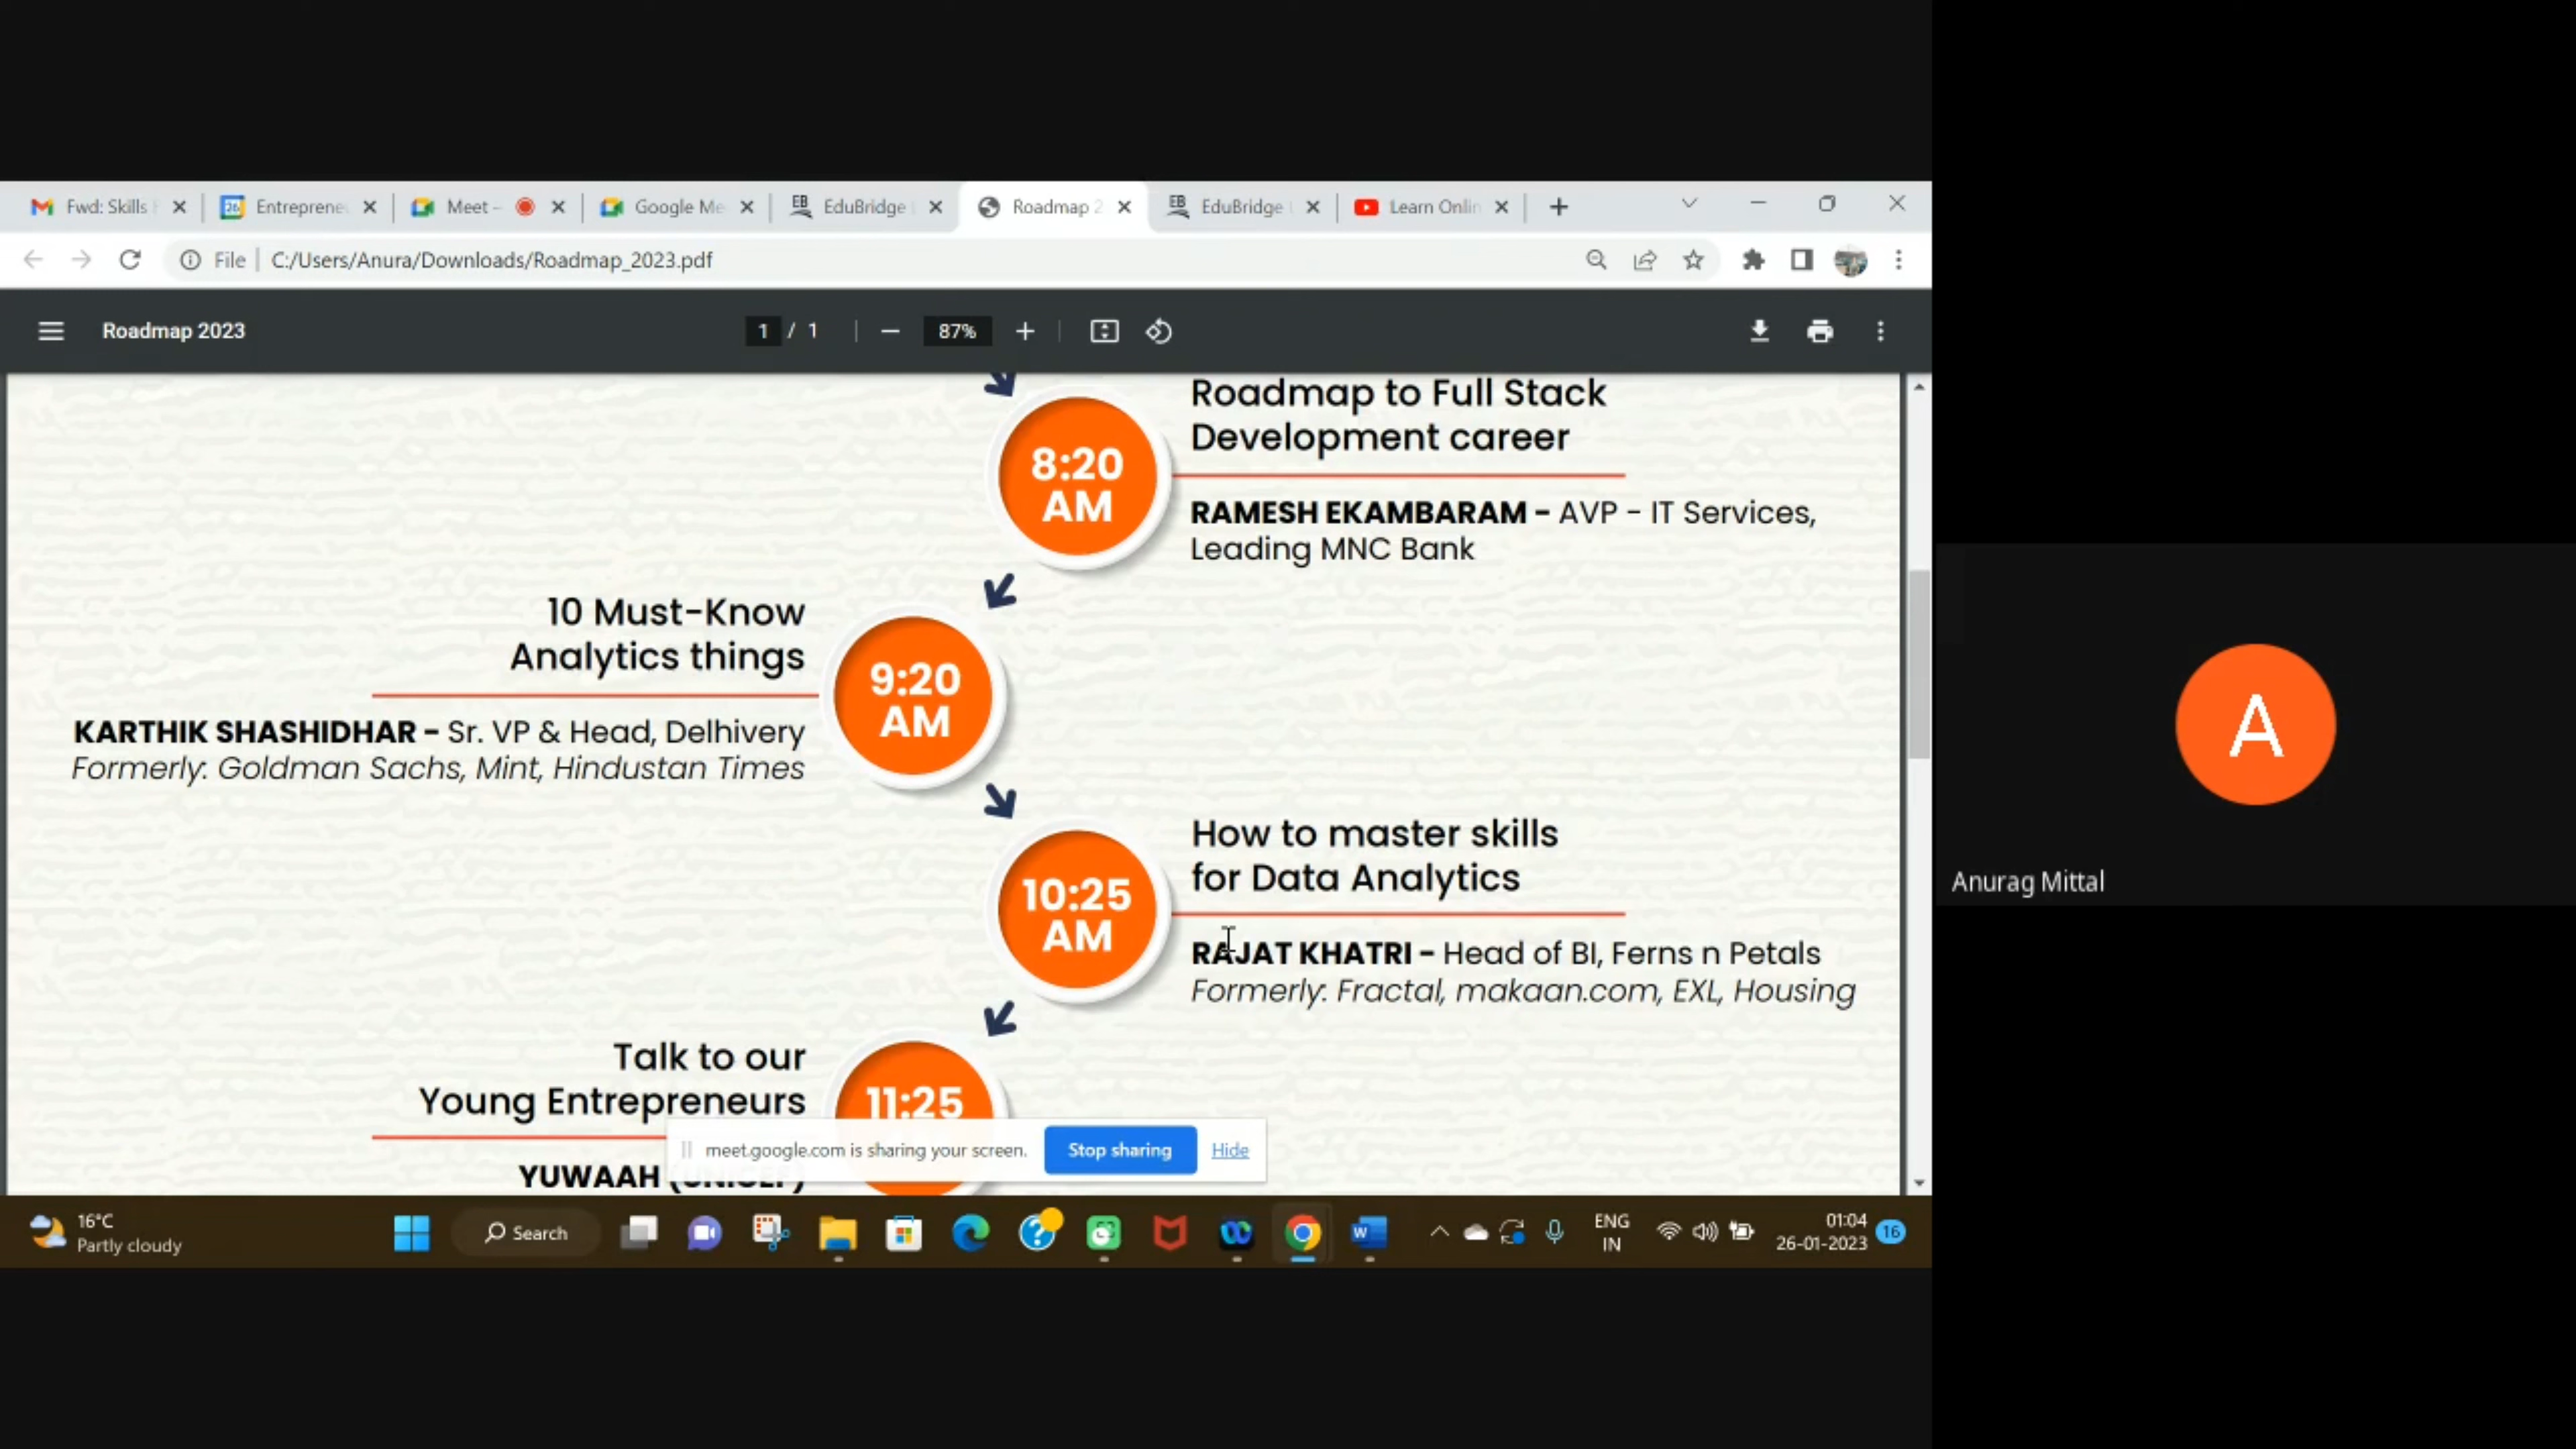 Fwd: Skills
Entreprene
Meet -
Google Me
EduBridge
Roadmap 2
EduBridge
Learn Onlin
File
C:/Users/Anura/Downloads/Roadmap_2023.pdf
Roadmap 2023
1 / 1
87%
Roadmap to Full Stack
Development career
8:20
AM
RAMESH EKAMBARAM - AVP - IT Services,
Leading MNC Bank
10 Must-Know
Analytics things
9:20
AM
KARTHIK SHASHIDHAR - Sr. VP & Head, Delhivery
Formerly: Goldman Sachs, Mint, Hindustan Times
How to master skills
for Data Analytics
10:25
AM
RAJAT KHATRI - Head of BI, Ferns n Petals
Formerly: Fractal, makaan.com, EXL, Housing
Talk to our
Young Entrepreneurs
11:25
YUWAAH (UNICEF)
meet.google.com is sharing your screen.
Stop sharing
Hide
A
Anurag Mittal
16°C
Partly cloudy
Search
ENG
IN
01:04
26-01-2023
16